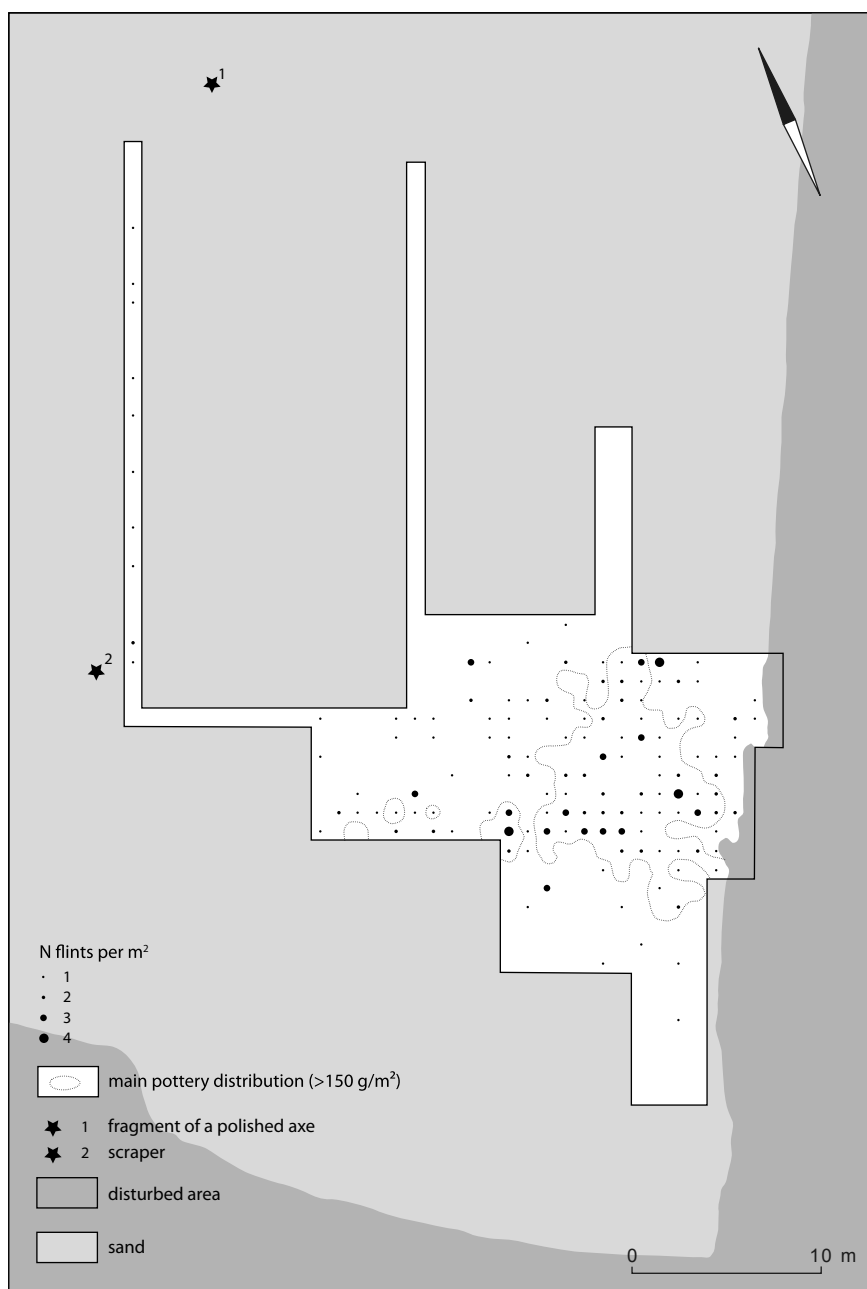 1
2
N flints per m²
1
2
3
4
main pottery distribution (>150 g/m²)
1 fragment of a polished axe
2 scraper
disturbed area
sand
0 10 m